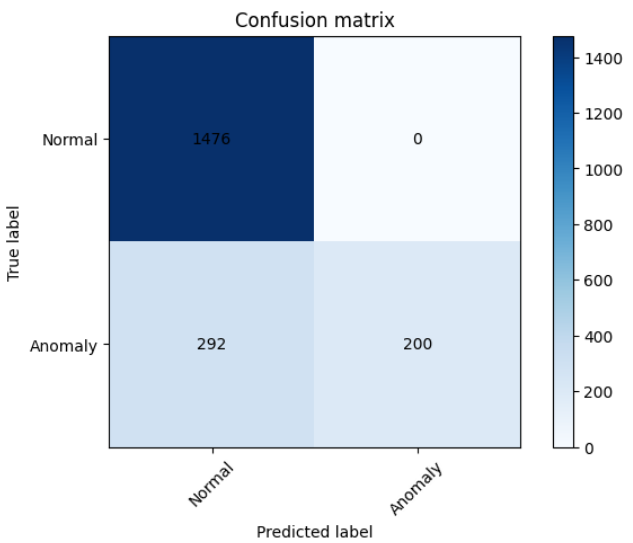 Confusion matrix
True label
Normal
Anomaly
1476
0
292
200
Normal
Anomaly
Predicted label
1400
1200
1000
800
600
400
200
0